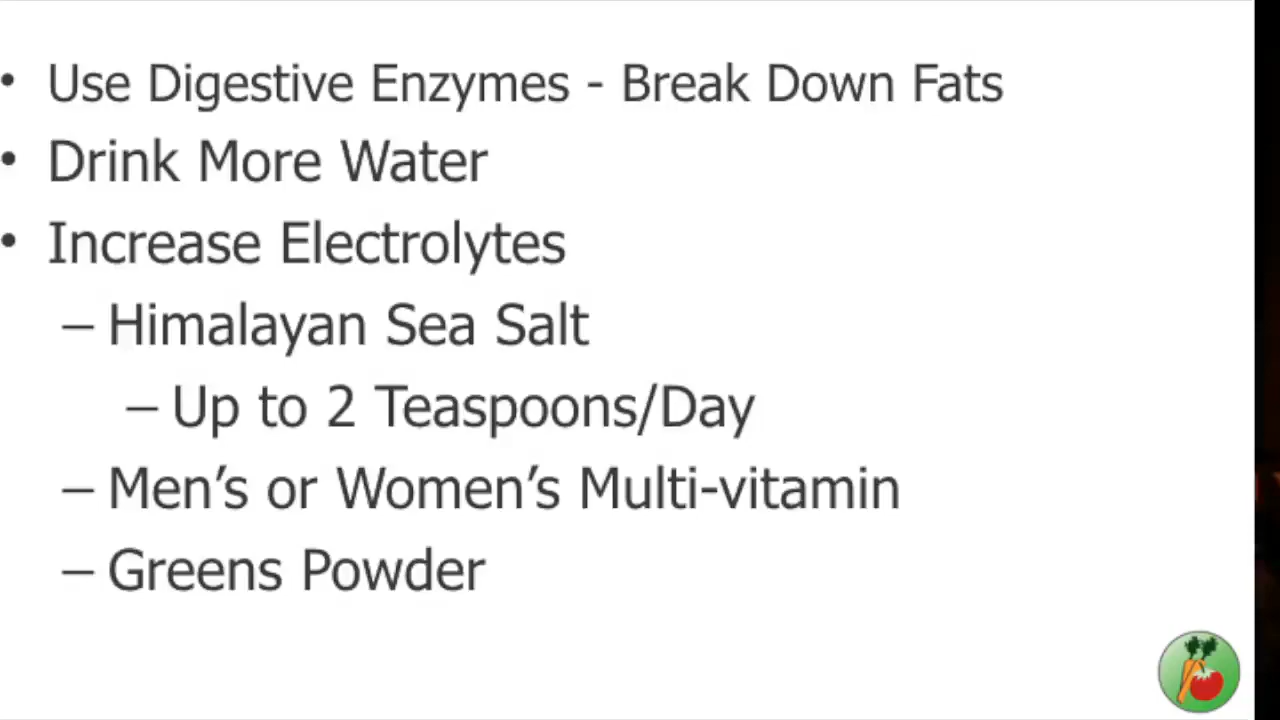 • Use Digestive Enzymes - Break Down Fats
• Drink More Water
• Increase Electrolytes
– Himalayan Sea Salt
– Up to 2 Teaspoons/Day
– Men’s or Women’s Multi-vitamin
– Greens Powder